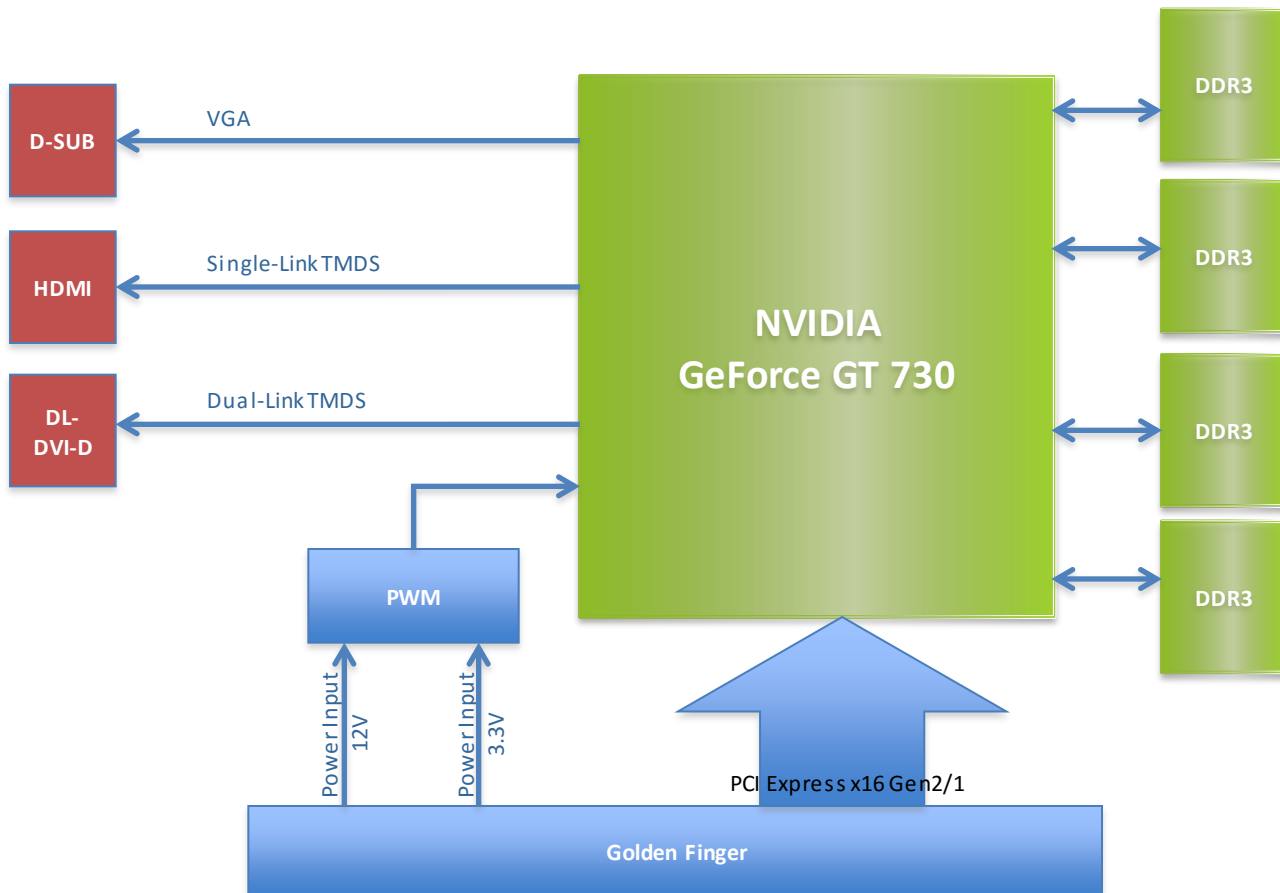 DDR3
D-SUB
VGA
DDR3
HDMI
Single-Link TMDS
NVIDIA
GeForce GT 730
DL-
DVI-D
Dual-Link TMDS
DDR3
PWM
DDR3
Power Input
12V
Power Input
3.3V
PCI Express x16 Gen2/1
Golden Finger